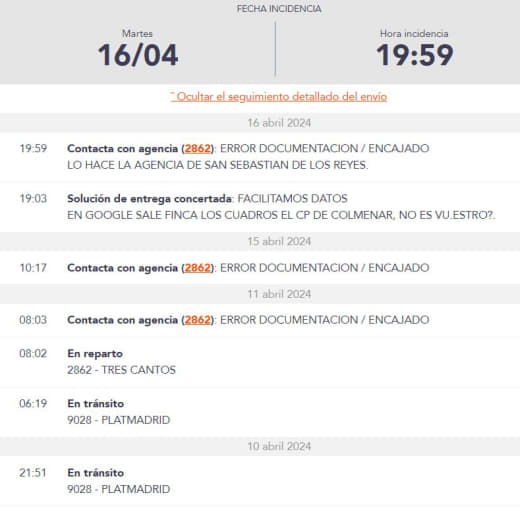 FECHA INCIDENCIA
Martes
16/04
Hora incidencia
19:59
ˆ Ocultar el seguimiento detallado del envío
16 abril 2024
19:59 Contacta con agencia (2862): ERROR DOCUMENTACION / ENCAJADO
LO HACE LA AGENCIA DE SAN SEBASTIAN DE LOS REYES.
19:03 Solución de entrega concertada: FACILITAMOS DATOS
EN GOOGLE SALE FINCA LOS CUADROS EL CP DE COLMENAR, NO ES VU.ESTRO?.
15 abril 2024
10:17 Contacta con agencia (2862): ERROR DOCUMENTACION / ENCAJADO
11 abril 2024
08:03 Contacta con agencia (2862): ERROR DOCUMENTACION / ENCAJADO
08:02 En reparto
2862 - TRES CANTOS
06:19 En tránsito
9028 - PLATMADRID
10 abril 2024
21:51 En tránsito
9028 - PLATMADRID